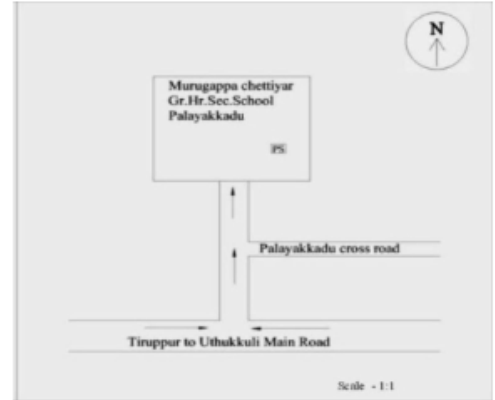 N
Murugappa chettiyar
Gr.Hr.Sec.School
Palayakkadu
PS
Palayakkadu cross road
Tiruppur to Uthukkuli Main Road
Scale - 1:1